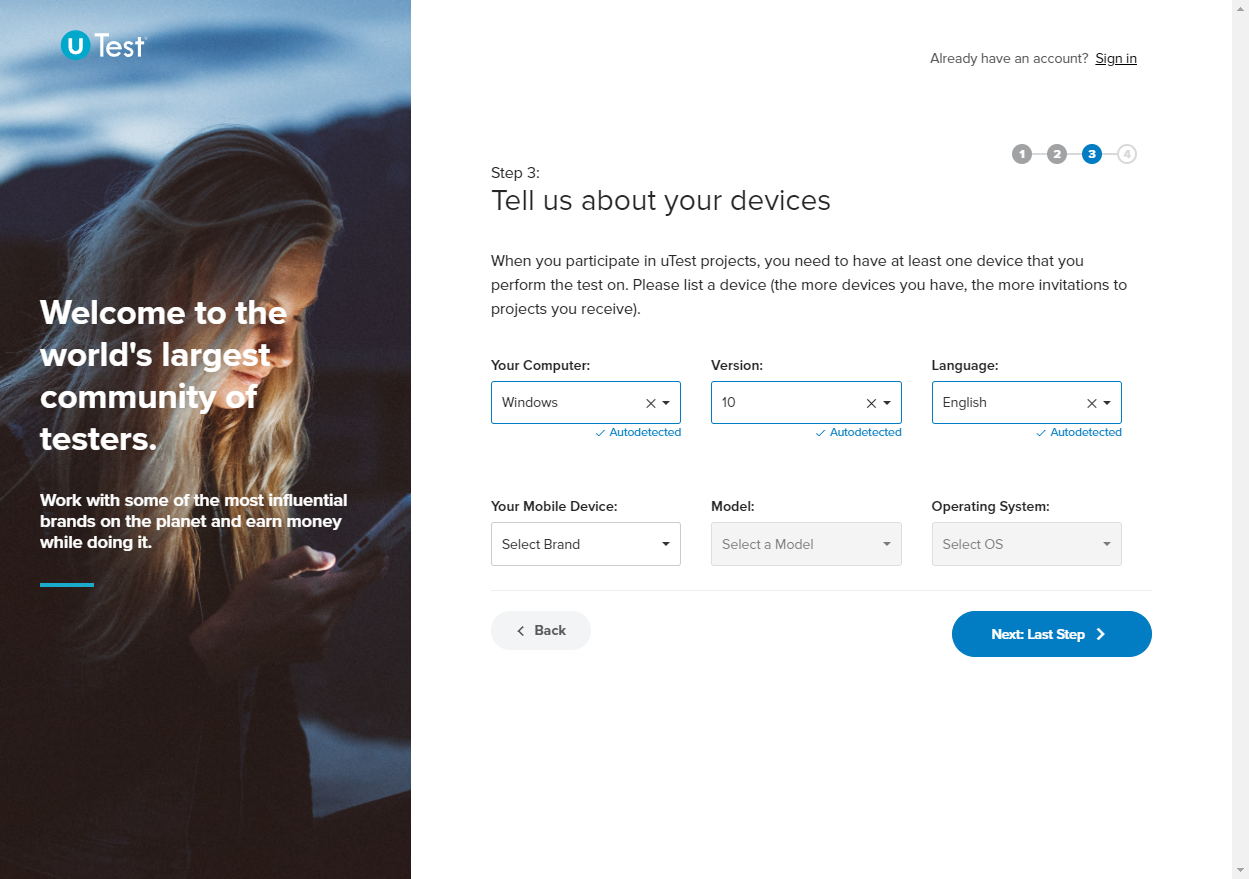 U Test
Already have an account? Sign in
1 2 3 4
Step 3:
Tell us about your devices
When you participate in uTest projects, you need to have at least one device that you
perform the test on. Please list a device (the more devices you have, the more invitations to
projects you receive).
Your Computer: Version: Language:
Windows 10 English
Autodetected Autodetected Autodetected
Your Mobile Device: Model: Operating System:
Select Brand Select a Model Select OS
Back Next: Last Step
Welcome to the
world's largest
community of
testers.
Work with some of the most influential
brands on the planet and earn money
while doing it.